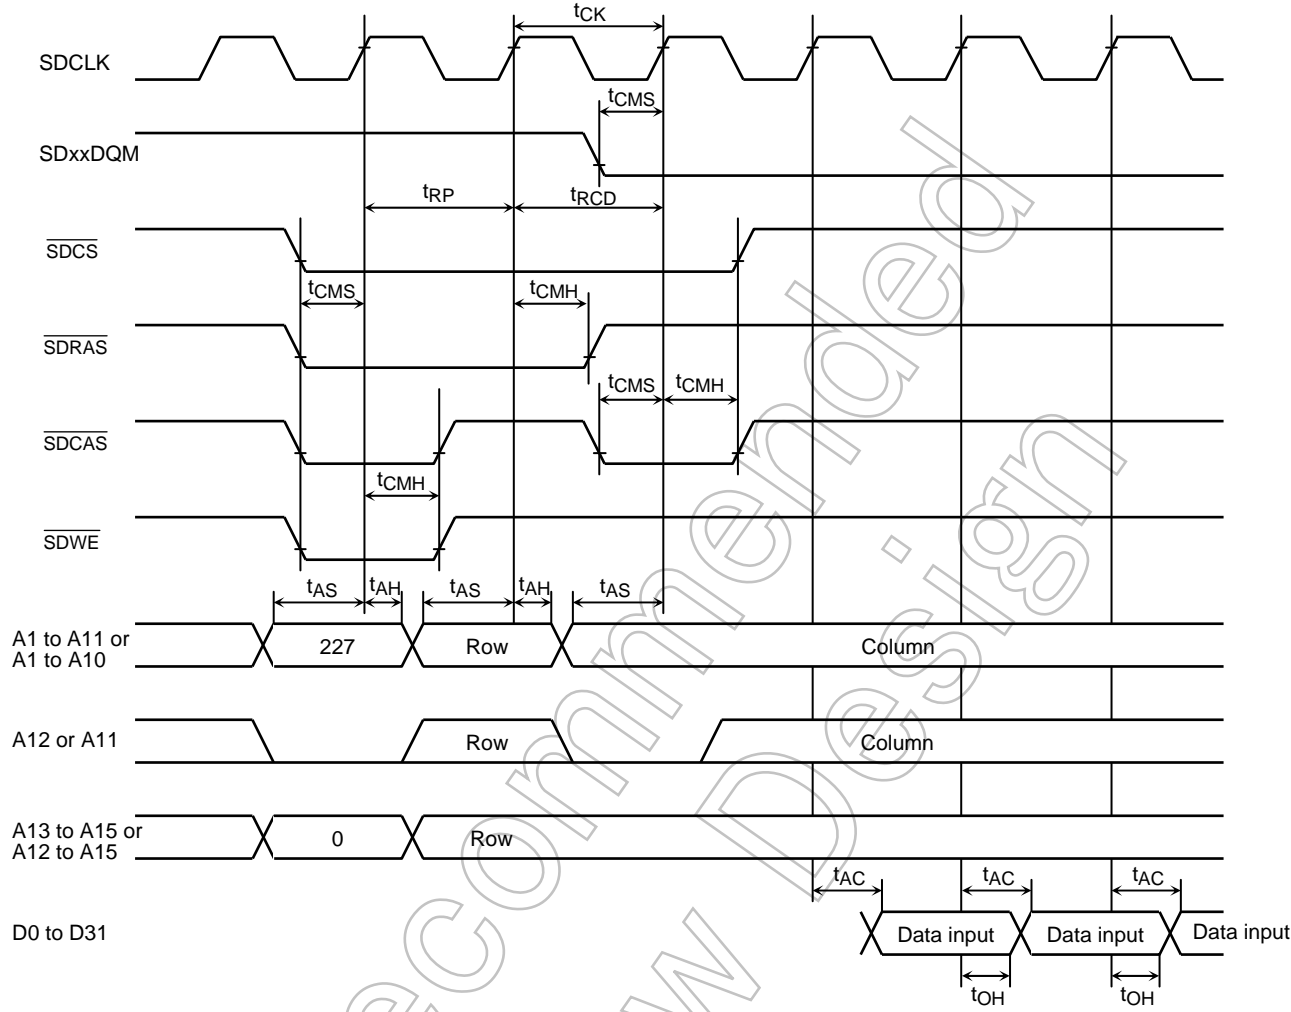 tCK
SDCLK
tCMS
SDxxDQM
tRP
tRCD
SDCS
tCMS
tCMH
SDRAS
tCMS
tCMH
SDCAS
tCMH
SDWE
tAS
tAH
tAS
tAH
tAS
A1 to A11 or
A1 to A10
227
Row
Column
A12 or A11
Row
Column
A13 to A15 or
A12 to A15
0
Row
tAC
tAC
tAC
D0 to D31
Data input
Data input
Data input
tOH
tOH
ecommended
w Design